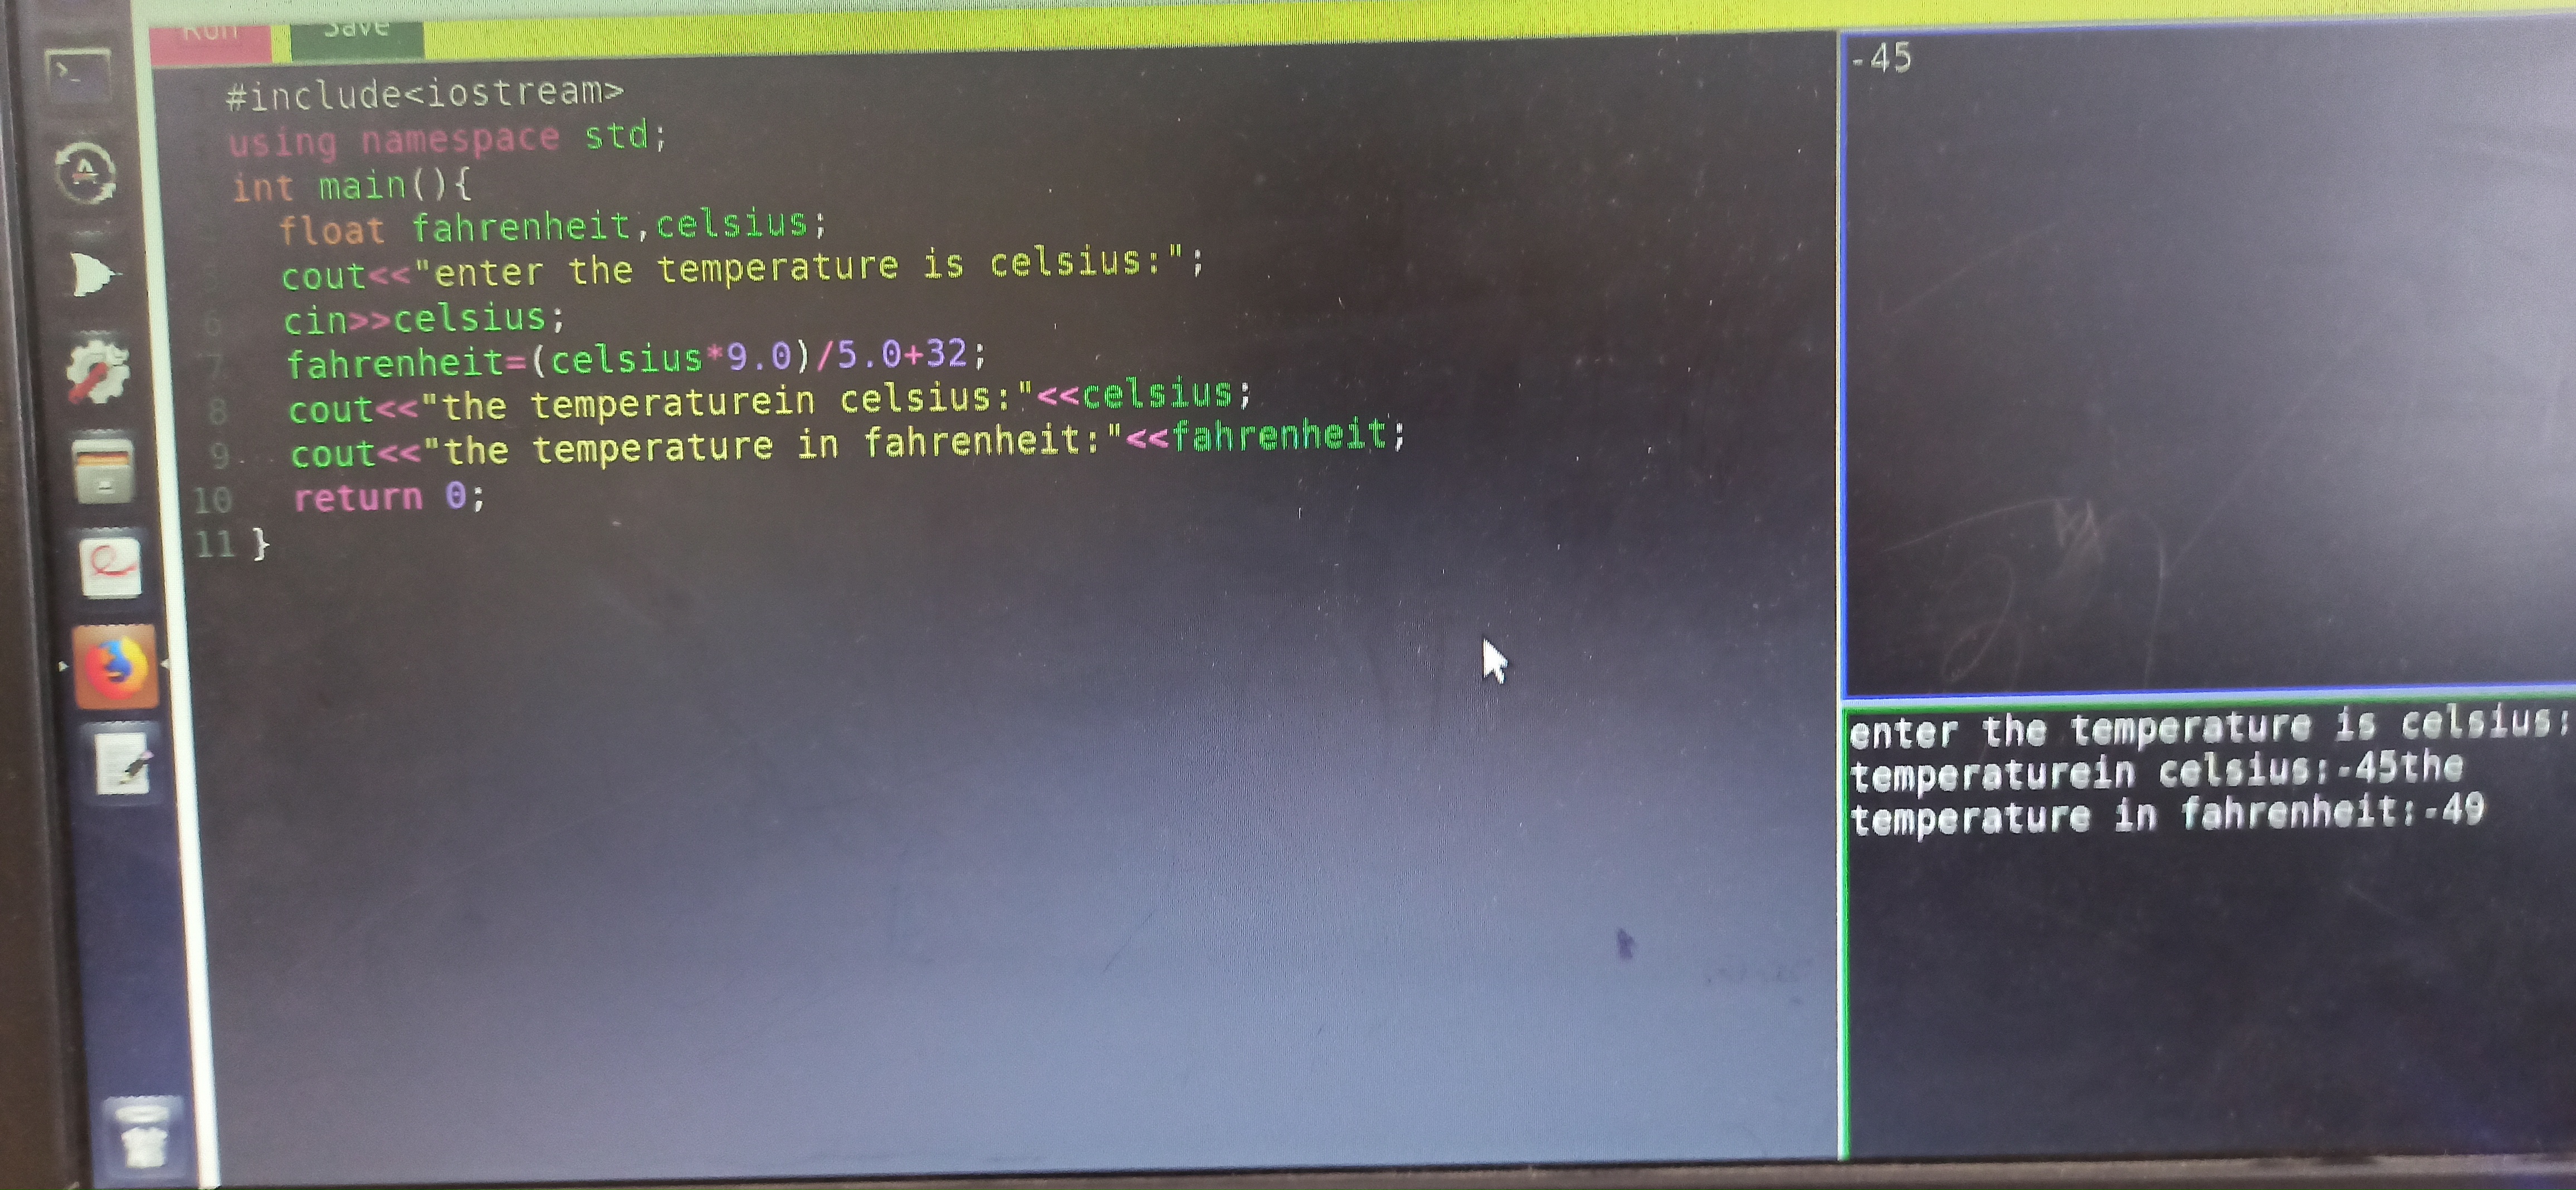 Run Save
#include<iostream>
using namespace std;
int main(){
float fahrenheit,celsius;
cout<<"enter the temperature is celsius:";
6 cin>>celsius;
7 fahrenheit=(celsius*9.0)/5.0+32;
8 cout<<"the temperaturein celsius:"<<celsius;
9 cout<<"the temperature in fahrenheit:"<<fahrenheit;
10 return 0;
11 }
-45
enter the temperature is celsius:
temperaturein celsius:-45the
temperature in fahrenheit:-49